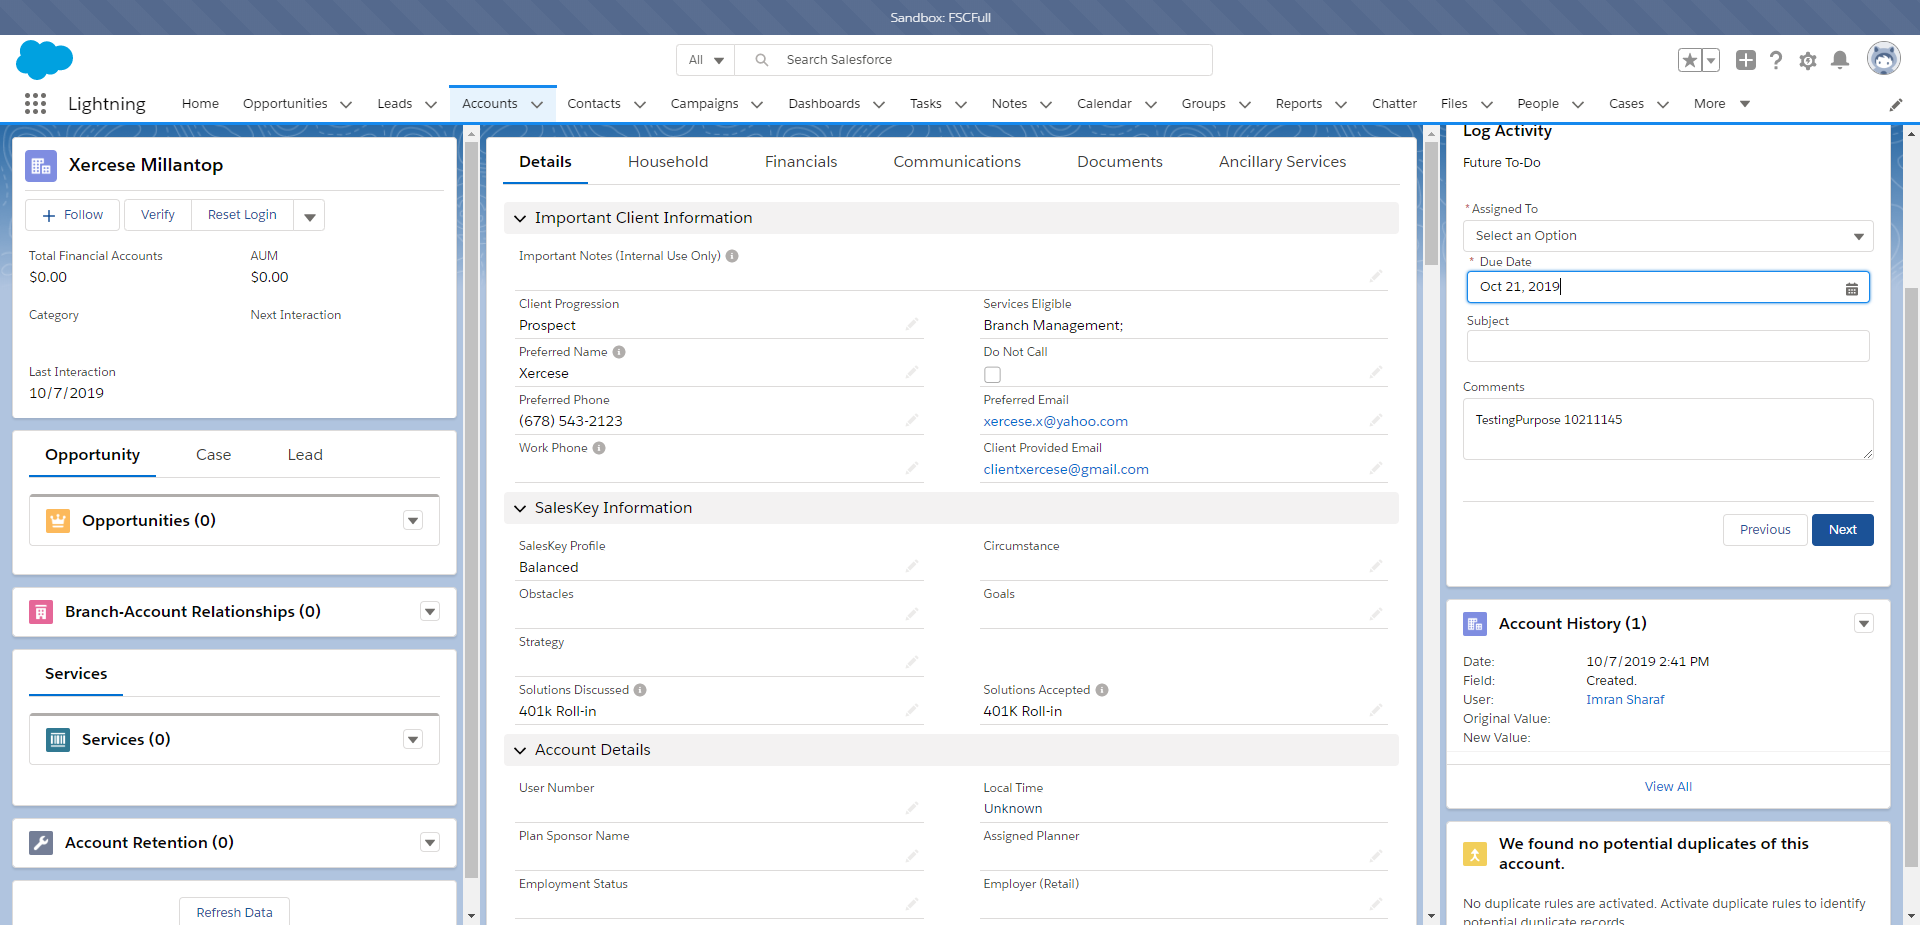 Sandbox: FSCFull
All
Search Salesforce
Lightning
Home
Opportunities
Leads
Accounts
Contacts
Campaigns
Dashboards
Tasks
Notes
Calendar
Groups
Reports
Chatter
Files
People
Cases
More
Xercese Millantop
Follow
Verify
Reset Login
Total Financial Accounts
AUM
$0.00
$0.00
Category
Next Interaction
Last Interaction
10/7/2019
Opportunity
Case
Lead
Opportunities (0)
Branch-Account Relationships (0)
Services
Services (0)
Account Retention (0)
Refresh Data
Details
Household
Financials
Communications
Documents
Ancillary Services
Important Client Information
Important Notes (Internal Use Only)
Client Progression
Services Eligible
Prospect
Branch Management;
Preferred Name
Do Not Call
Xercese
Preferred Phone
Preferred Email
(678) 543-2123
xercese.x@yahoo.com
Work Phone
Client Provided Email
clientxercese@gmail.com
SalesKey Information
SalesKey Profile
Circumstance
Balanced
Obstacles
Goals
Strategy
Solutions Discussed
Solutions Accepted
401k Roll-in
401K Roll-in
Account Details
User Number
Local Time
Unknown
Plan Sponsor Name
Assigned Planner
Employment Status
Employer (Retail)
Log Activity
Future To-Do
* Assigned To
Select an Option
* Due Date
Oct 21, 2019
Subject
Comments
TestingPurpose 10211145
Previous
Next
Account History (1)
Date: 10/7/2019 2:41 PM
Field: Created.
User: Imran Sharaf
Original Value:
New Value:
View All
We found no potential duplicates of this
account.
No duplicate rules are activated. Activate duplicate rules to identify
potential duplicate records.